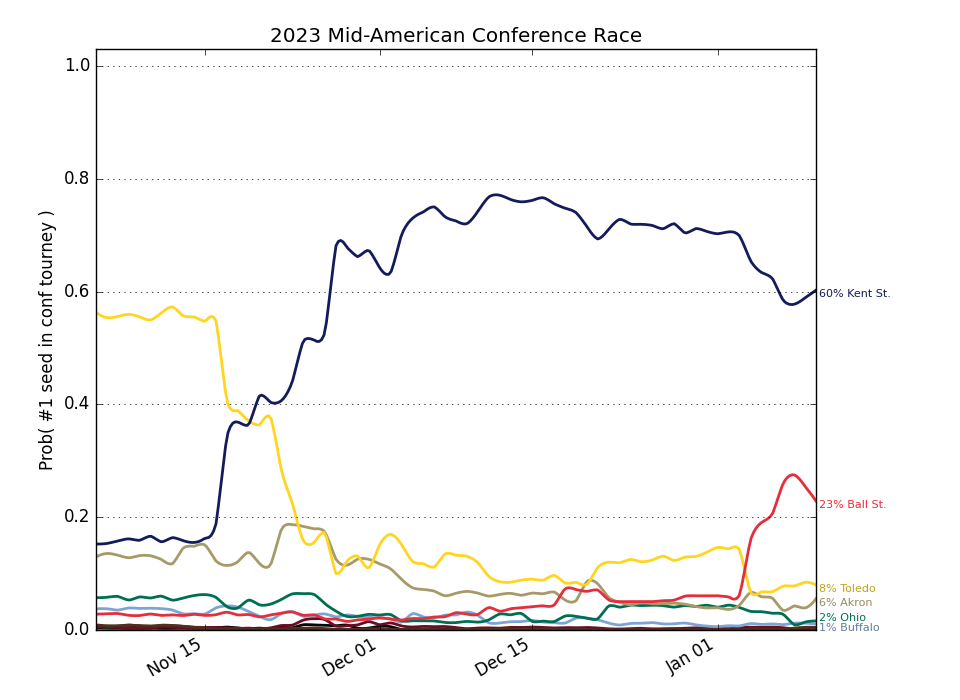 2023 Mid-American Conference Race
Prob( #1 seed in conf tourney )
1.0
0.8
0.6
0.4
0.2
0.0
Nov 15
Dec 01
Dec 15
Jan 01
60% Kent St.
23% Ball St.
8% Toledo
6% Akron
2% Ohio
1% Buffalo